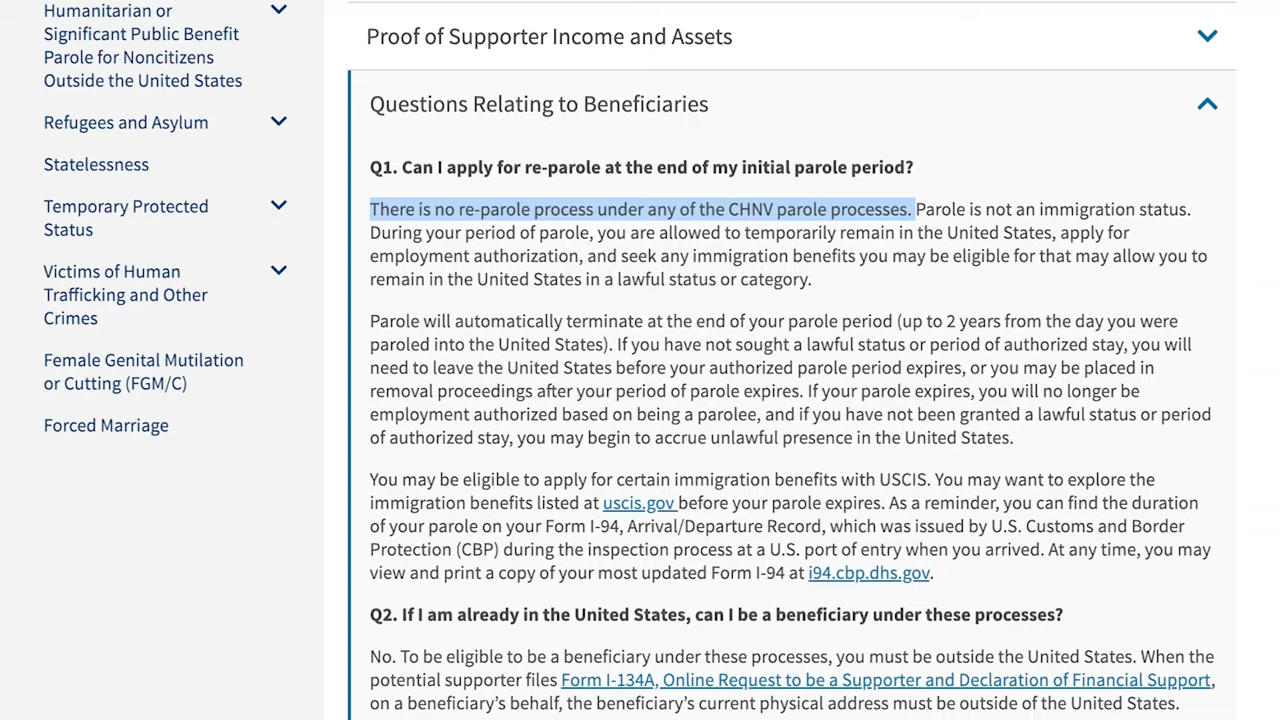 Humanitarian or
Significant Public Benefit
Parole for Noncitizens
Outside the United States
Refugees and Asylum
Statelessness
Temporary Protected
Status
Victims of Human
Trafficking and Other
Crimes
Female Genital Mutilation
or Cutting (FGM/C)
Forced Marriage
Proof of Supporter Income and Assets
Questions Relating to Beneficiaries
Q1. Can I apply for re-parole at the end of my initial parole period?
There is no re-parole process under any of the CHNV parole processes. Parole is not an immigration status.
During your period of parole, you are allowed to temporarily remain in the United States, apply for
employment authorization, and seek any immigration benefits you may be eligible for that may allow you to
remain in the United States in a lawful status or category.
Parole will automatically terminate at the end of your parole period (up to 2 years from the day you were
paroled into the United States). If you have not sought a lawful status or period of authorized stay, you will
need to leave the United States before your authorized parole period expires, or you may be placed in
removal proceedings after your period of parole expires. If your parole expires, you will no longer be
employment authorized based on being a parolee, and if you have not been granted a lawful status or period
of authorized stay, you may begin to accrue unlawful presence in the United States.
You may be eligible to apply for certain immigration benefits with USCIS. You may want to explore the
immigration benefits listed at uscis.gov before your parole expires. As a reminder, you can find the duration
of your parole on your Form I-94, Arrival/Departure Record, which was issued by U.S. Customs and Border
Protection (CBP) during the inspection process at a U.S. port of entry when you arrived. At any time, you may
view and print a copy of your most updated Form I-94 at i94.cbp.dhs.gov.
Q2. If I am already in the United States, can I be a beneficiary under these processes?
No. To be eligible to be a beneficiary under these processes, you must be outside the United States. When the
potential supporter files Form I-134A, Online Request to be a Supporter and Declaration of Financial Support,
on a beneficiary’s behalf, the beneficiary’s current physical address must be outside of the United States.